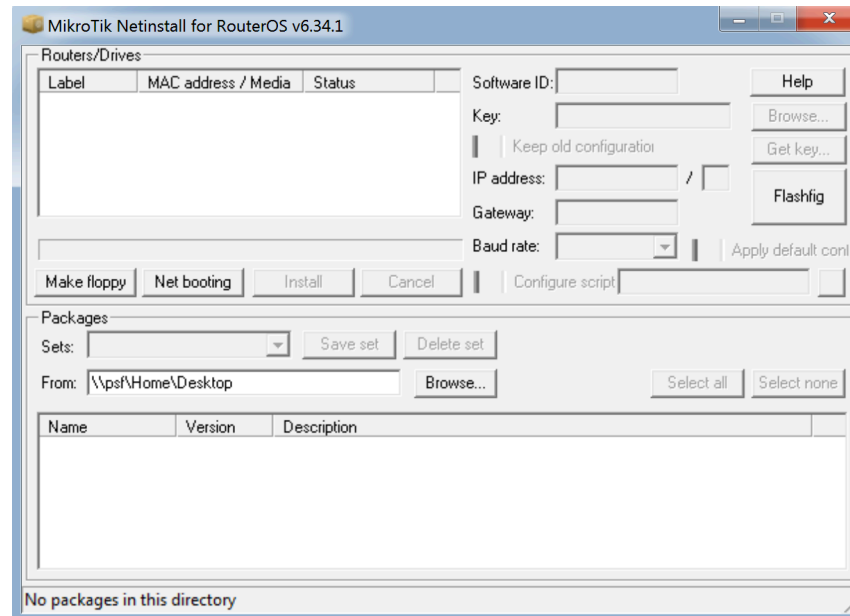 MikroTik Netinstall for RouterOS v6.34.1
Routers/Drives
Label MAC address / Media Status
Software ID:
Help
Key:
Browse...
Keep old configuration
Get key...
IP address: /
Flashfig
Gateway:
Baud rate:
Apply default cont
Make floppy Net booting Install Cancel
Configure script
Packages
Sets: Save set Delete set
From: \\psf\Home\Desktop Browse... Select all Select none
Name Version Description
No packages in this directory